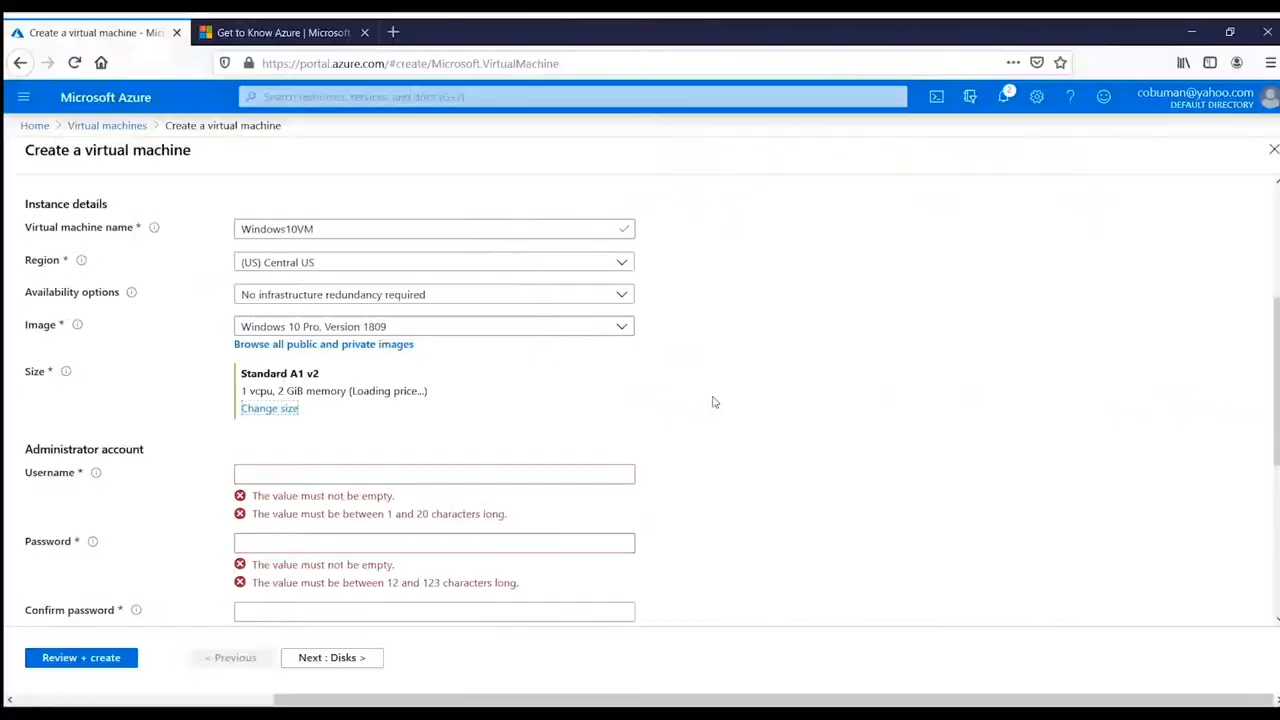 Create a virtual machine - Mic
Get to Know Azure | Microsoft
https://portal.azure.com/#create/Microsoft.VirtualMachine
Microsoft Azure
Search resources, services, and docs (G+/)
2
cobuman@yahoo.com
DEFAULT DIRECTORY
Home > Virtual machines > Create a virtual machine
Create a virtual machine
Instance details
Virtual machine name *
Windows10VM
Region *
(US) Central US
Availability options
No infrastructure redundancy required
Image *
Windows 10 Pro, Version 1809
Browse all public and private images
Size *
Standard A1 v2
1 vcpu, 2 GiB memory (Loading price...)
Change size
Administrator account
Username *
The value must not be empty.
The value must be between 1 and 20 characters long.
Password *
The value must not be empty.
The value must be between 12 and 123 characters long.
Confirm password *
Review + create
< Previous
Next : Disks >